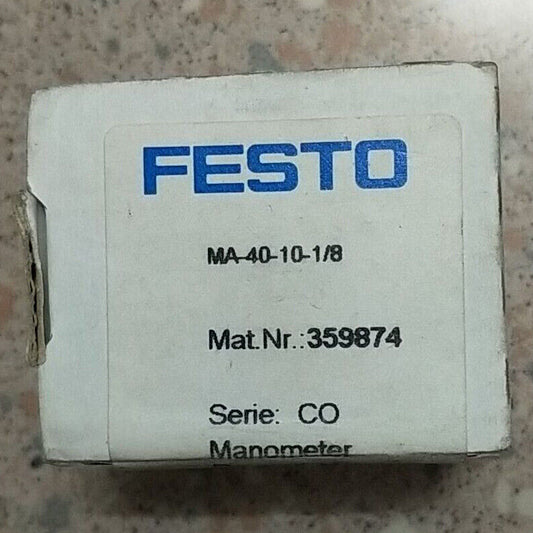 FESTO
MA-40-10-1/8
Mat.Nr.:359874
Serie: CO
Manometer